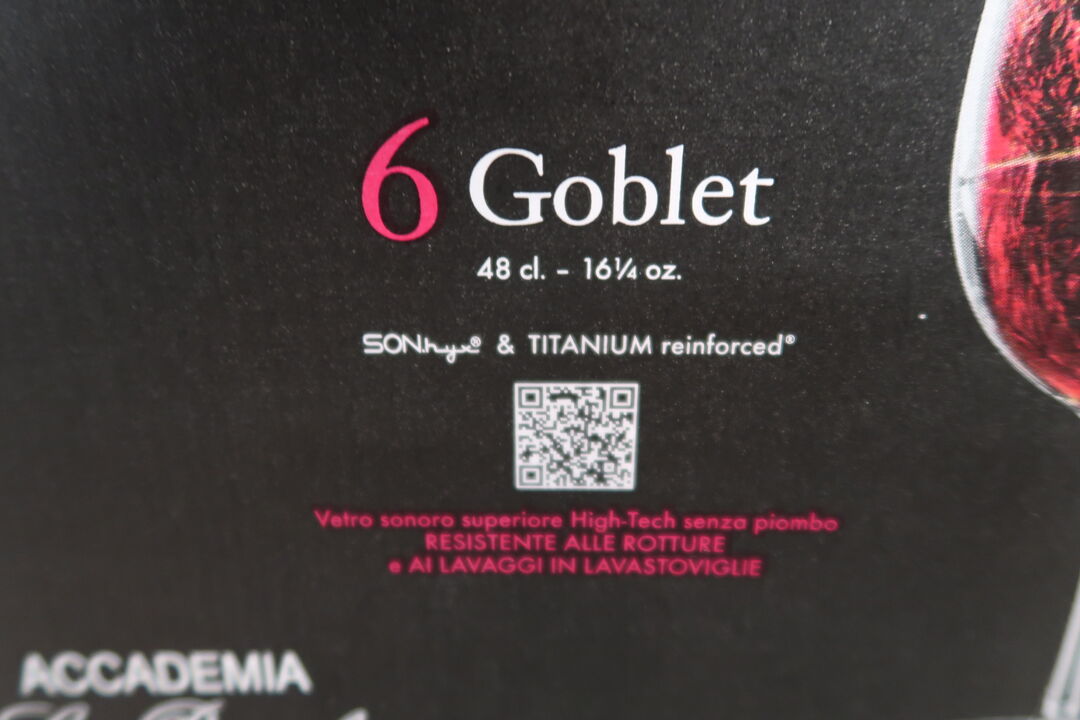 6 Goblet
48 cl. – 16¼ oz.
SON.hyx® & TITANIUM reinforced®
Vetro sonoro superiore High-Tech senza piombo
RESISTENTE ALLE ROTTURE
e AI LAVAGGI IN LAVASTOVIGLIE
ACCADEMIA